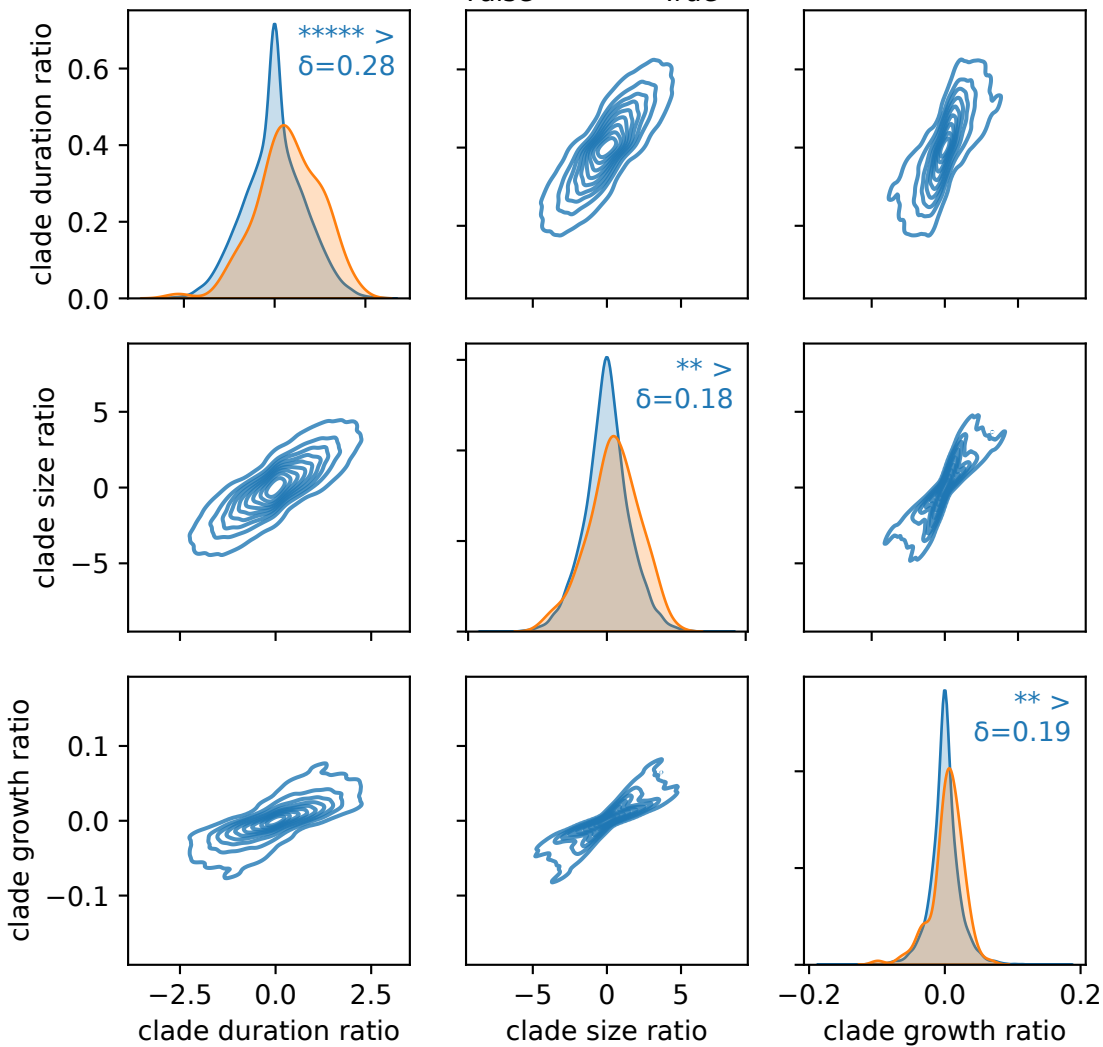 ***** >
δ=0.28
clade duration ratio
0.6
0.4
0.2
0.0
** >
δ=0.18
clade size ratio
5
0
−5
** >
δ=0.19
clade growth ratio
0.1
0.0
−0.1
−2.5 0.0 2.5 −5 0 5 −0.2 0.0 0.2
clade duration ratio clade size ratio clade growth ratio